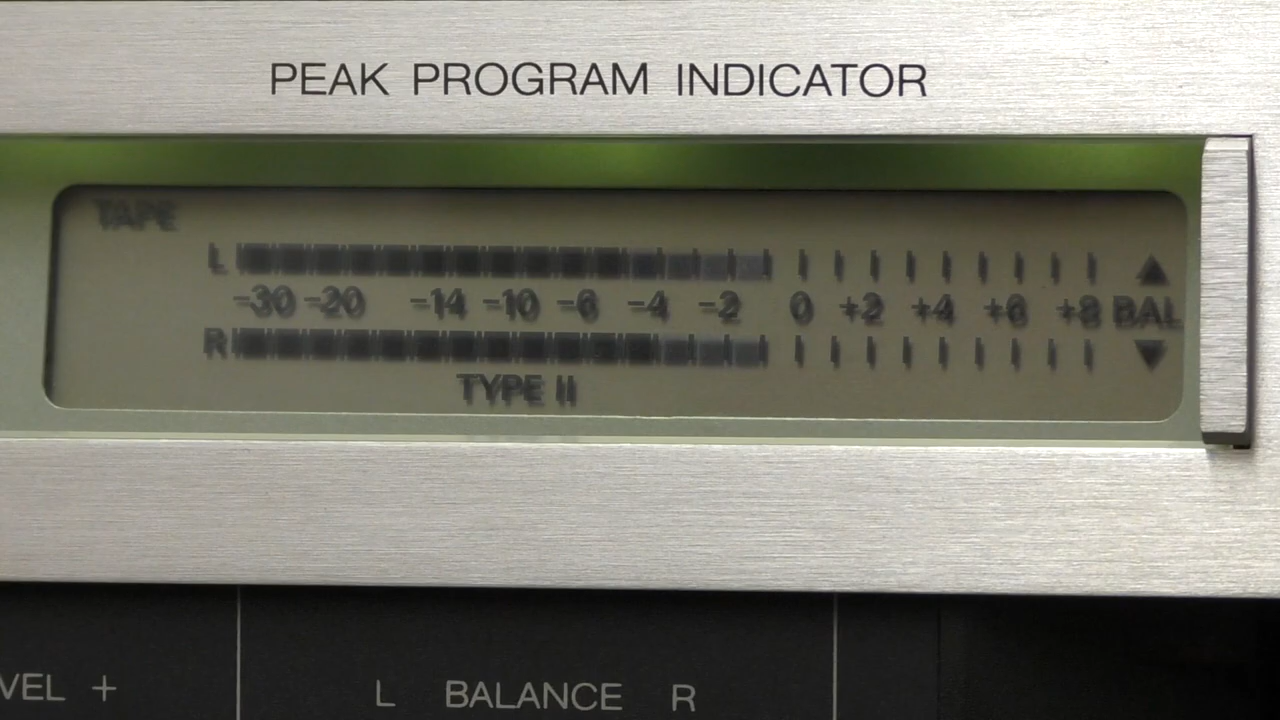 PEAK PROGRAM INDICATOR
TAPE
L
-30 -20 -14 -10 -6 -4 -2 0 +2 +4 +6 +8 BAL
R
TYPE II
VEL +
L BALANCE R